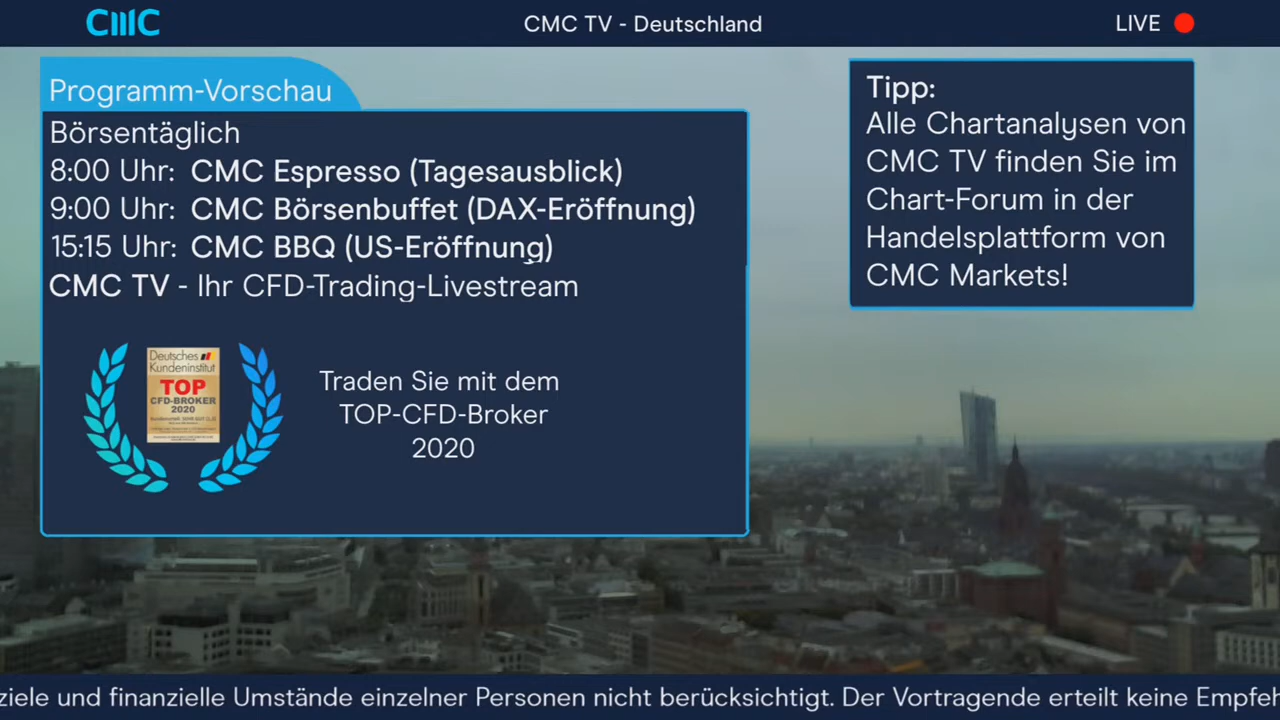 CMC
CMC TV - Deutschland
LIVE
Programm-Vorschau
Börsentäglich
8:00 Uhr: CMC Espresso (Tagesausblick)
9:00 Uhr: CMC Börsenbuffet (DAX-Eröffnung)
15:15 Uhr: CMC BBQ (US-Eröffnung)
CMC TV - Ihr CFD-Trading-Livestream
Deutsches
Kundeninstitut
TOP
CFD-BROKER
2020
Traden Sie mit dem
TOP-CFD-Broker
2020
Tipp:
Alle Chartanalysen von
CMC TV finden Sie im
Chart-Forum in der
Handelsplattform von
CMC Markets!
ziele und finanzielle Umstände einzelner Personen nicht berücksichtigt. Der Vortragende erteilt keine Empfeh